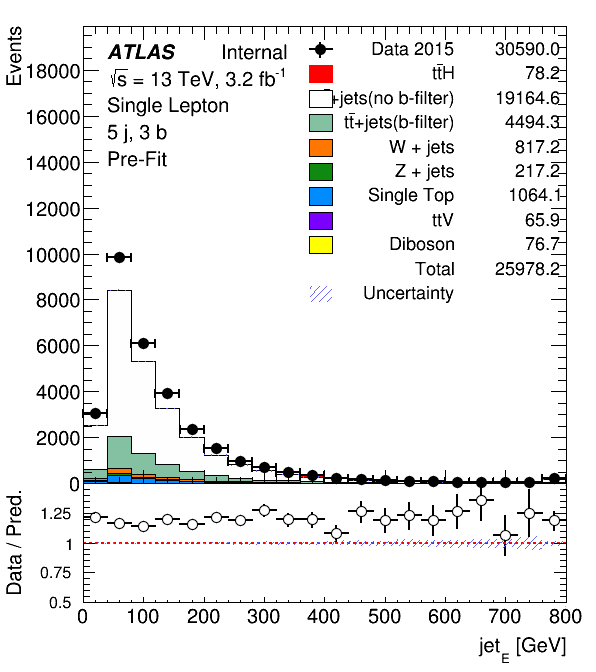 ATLAS Internal
√s = 13 TeV, 3.2 fb⁻¹
Single Lepton
5 j, 3 b
Pre-Fit
Data 2015 30590.0
tt̄H 78.2
+jets(no b-filter) 19164.6
tt̄+jets(b-filter) 4494.3
W + jets 817.2
Z + jets 217.2
Single Top 1064.1
ttV 65.9
Diboson 76.7
Total 25978.2
Uncertainty
Events
18000
16000
14000
12000
10000
8000
6000
4000
2000
0
Data / Pred.
1.25
1
0.75
0.5
0 100 200 300 400 500 600 700 800
jet_E [GeV]